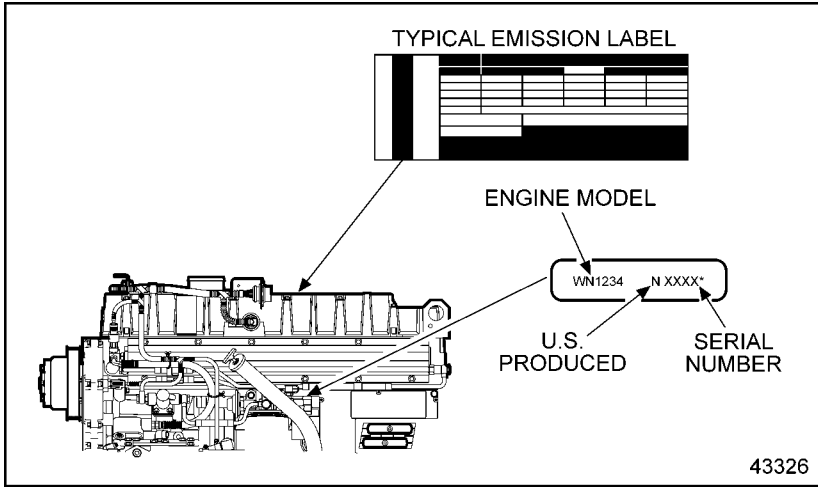 TYPICAL EMISSION LABEL
ENGINE MODEL
WN1234 N XXXX*
U.S.
PRODUCED
SERIAL
NUMBER
43326